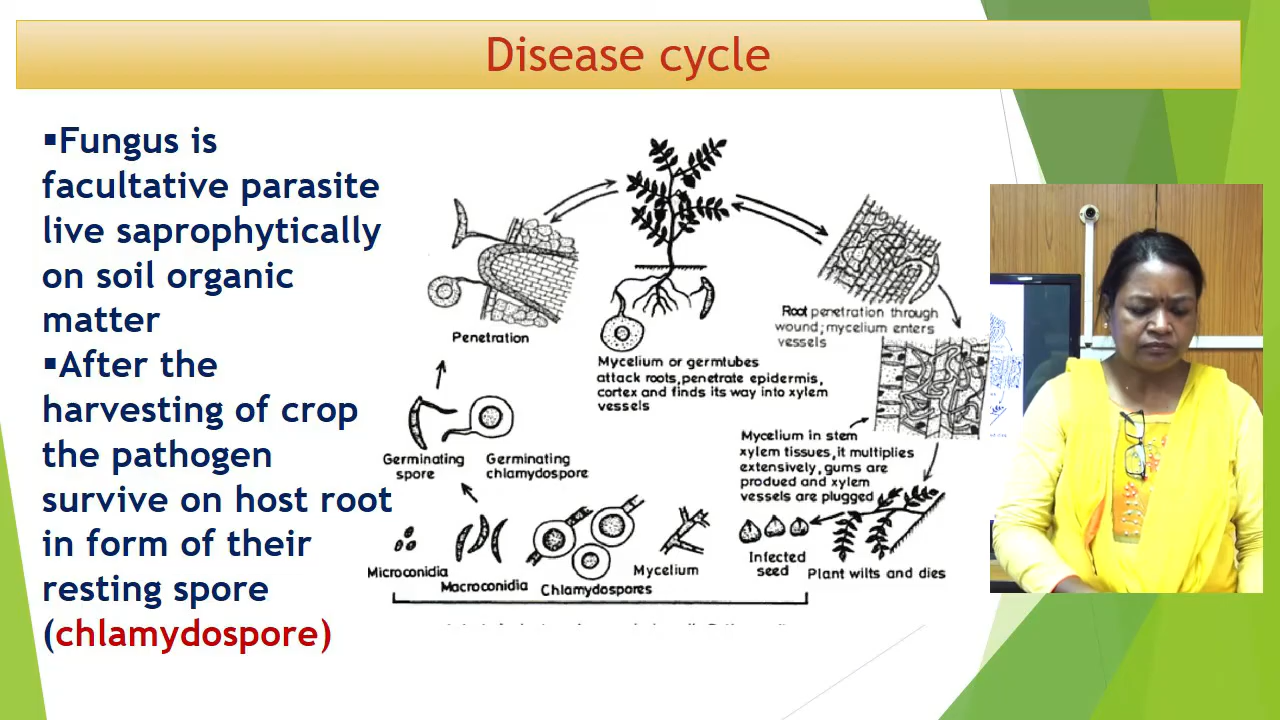 Disease cycle
▪Fungus is
facultative parasite
live saprophytically
on soil organic
matter
▪After the
harvesting of crop
the pathogen
survive on host root
in form of their
resting spore
(chlamydospore)
Penetration
Mycelium or germtubes
attack roots, penetrate epidermis,
cortex and finds its way into xylem
vessels
Root penetration through
wound; mycelium enters
vessels
Germinating
spore
Germinating
chlamydospore
Mycelium in stem
xylem tissues, it multiplies
extensively, gums are
produed and xylem
vessels are plugged
Microconidia
Macroconidia
Chlamydospores
Mycelium
Infected
seed
Plant wilts and dies